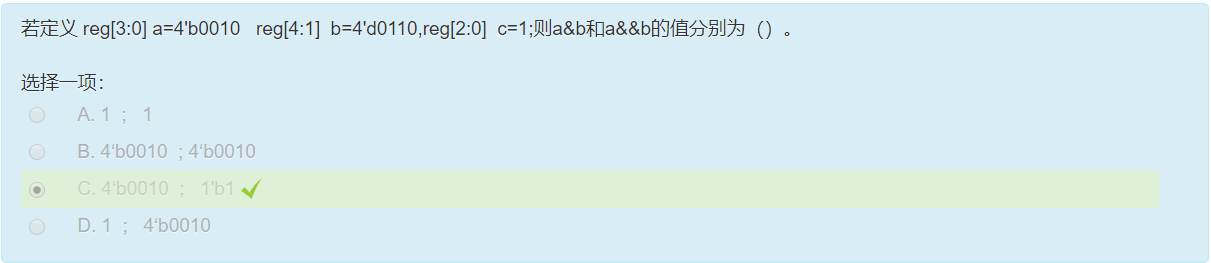 若定义 reg[3:0] a=4'b0010 reg[4:1] b=4'd0110,reg[2:0] c=1;则a&b和a&&b的值分别为（）。
选择一项：
A. 1 ； 1
B. 4‘b0010 ; 4‘b0010
C. 4‘b0010 ； 1'b1
D. 1 ； 4‘b0010